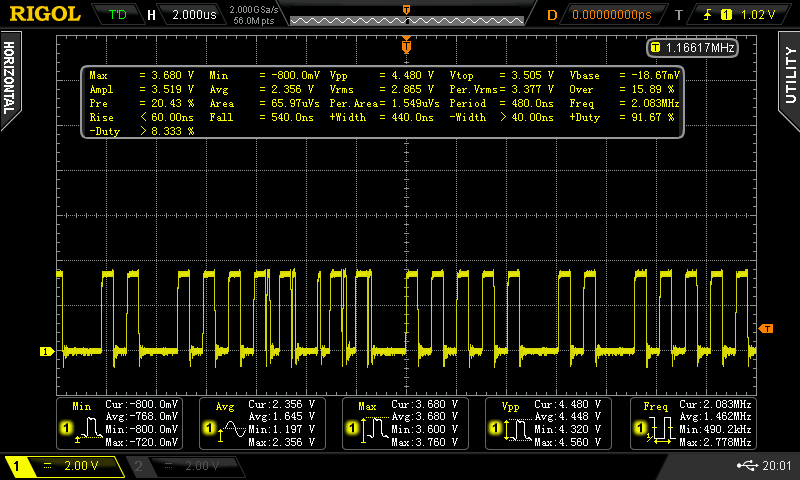 RIGOL T'D H 2.000us 2.000GSa/s 56.0M pts D 0.00000000ps T 1 1.02 V
HORIZONTAL
UTILITY
T
T 1.16617MHz
Max = 3.680 V Min = -800.0mV Vpp = 4.480 V Vtop = 3.505 V Vbase = -18.67mV
Ampl = 3.519 V Avg = 2.356 V Vrms = 2.865 V Per.Vrms= 3.377 V Over = 15.89 %
Pre = 20.43 % Area = 65.97uVs Per.Area= 1.549uVs Period = 480.0ns Freq = 2.083MHz
Rise < 60.00ns Fall = 540.0ns +Width = 440.0ns -Width > 40.00ns +Duty = 91.67 %
-Duty > 8.333 %
T
1
Min Cur:-800.0mV
Avg:-768.0mV
1 Min:-800.0mV
Max:-720.0mV
Avg Cur:2.356 V
Avg:1.645 V
1 Min:1.197 V
Max:2.356 V
Max Cur:3.680 V
Avg:3.680 V
1 Min:3.600 V
Max:3.760 V
Vpp Cur:4.480 V
Avg:4.448 V
1 Min:4.320 V
Max:4.560 V
Freq Cur:2.083MHz
Avg:1.462MHz
1 Min:490.2kHz
Max:2.778MHz
1 2.00 V 2 2.00 V 20:01